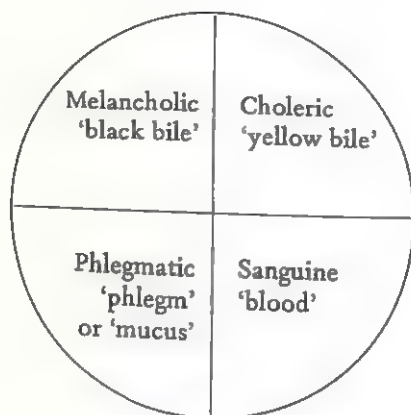 Melancholic
‘black bile’
Choleric
‘yellow bile’
Phlegmatic
‘phlegm’
or ‘mucus’
Sanguine
‘blood’